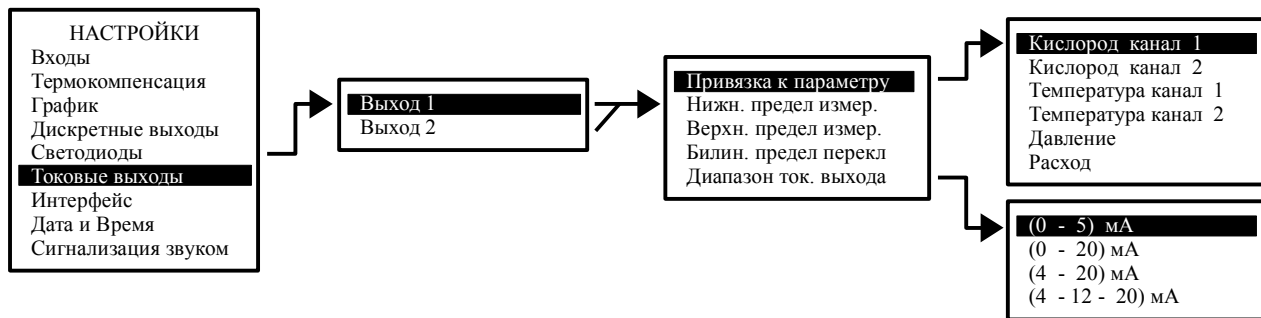 НАСТРОЙКИ
Входы
Термокомпенсация
График
Дискретные выходы
Светодиоды
Токовые выходы
Интерфейс
Дата и Время
Сигнализация звуком
Выход 1
Выход 2
Привязка к параметру
Нижн. предел измер.
Верхн. предел измер.
Билин. предел перекл
Диапазон ток. выхода
Кислород канал 1
Кислород канал 2
Температура канал 1
Температура канал 2
Давление
Расход
(0 - 5) мА
(0 - 20) мА
(4 - 20) мА
(4 - 12 - 20) мА